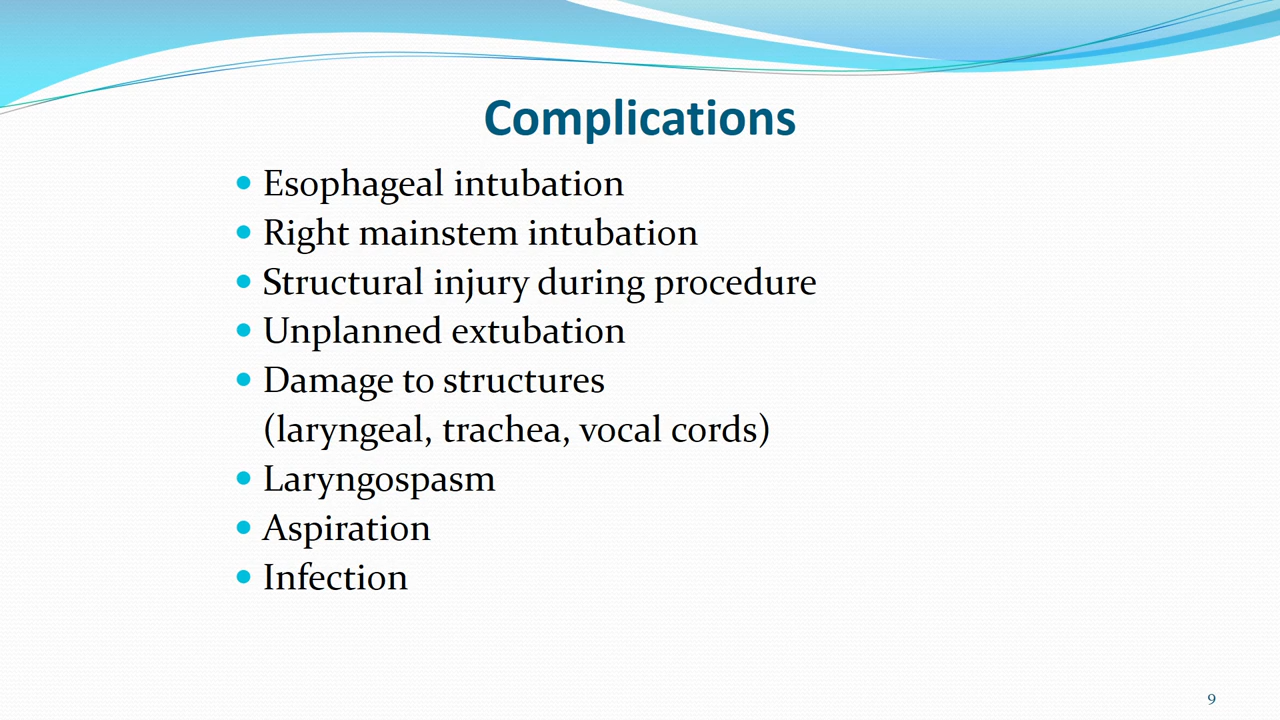 Complications
• Esophageal intubation
• Right mainstem intubation
• Structural injury during procedure
• Unplanned extubation
• Damage to structures
(laryngeal, trachea, vocal cords)
• Laryngospasm
• Aspiration
• Infection
9